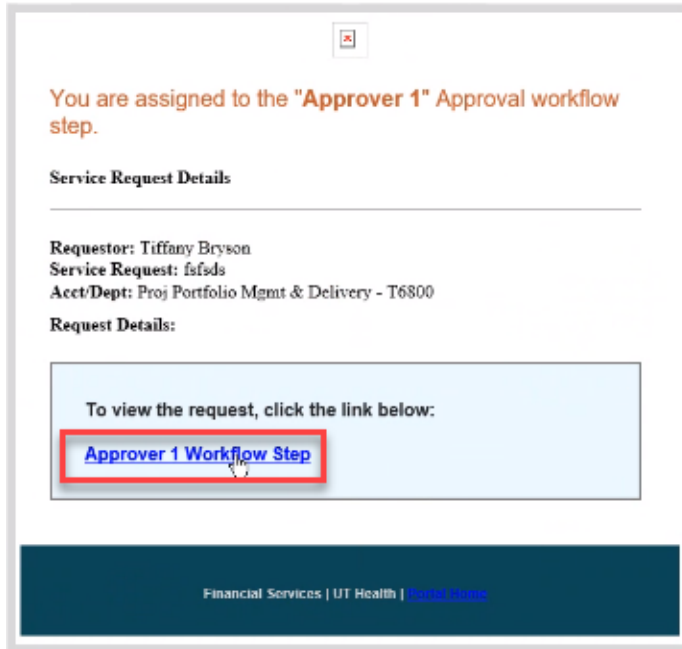 You are assigned to the "Approver 1" Approval workflow
step.
Service Request Details
Requestor: Tiffany Bryson
Service Request: fsfsds
Acct/Dept: Proj Portfolio Mgmt & Delivery - T6800
Request Details:
To view the request, click the link below:
Approver 1 Workflow Step
Financial Services | UT Health | Portal Home